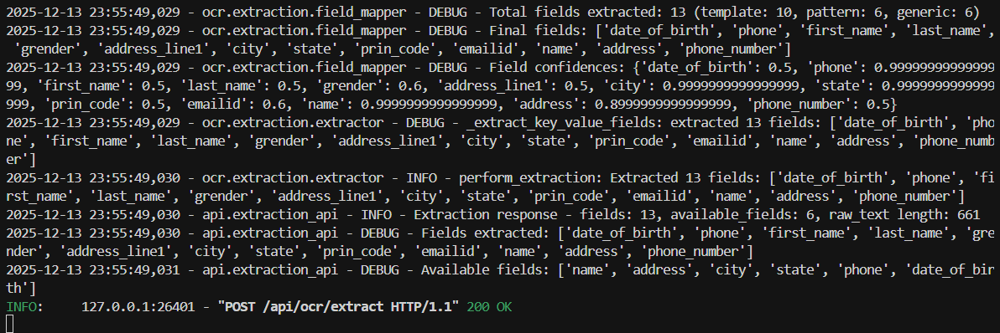 2025-12-13 23:55:49,029 - ocr.extraction.field_mapper - DEBUG - Total fields extracted: 13 (template: 10, pattern: 6, generic: 6)
2025-12-13 23:55:49,029 - ocr.extraction.field_mapper - DEBUG - Final fields: ['date_of_birth', 'phone', 'first_name', 'last_name',
 'grender', 'address_line1', 'city', 'state', 'prin_code', 'emailid', 'name', 'address', 'phone_number']
2025-12-13 23:55:49,029 - ocr.extraction.field_mapper - DEBUG - Field confidences: {'date_of_birth': 0.5, 'phone': 0.99999999999999
99, 'first_name': 0.5, 'last_name': 0.5, 'grender': 0.6, 'address_line1': 0.5, 'city': 0.9999999999999999, 'state': 0.9999999999999
999, 'prin_code': 0.5, 'emailid': 0.6, 'name': 0.9999999999999999, 'address': 0.8999999999999999, 'phone_number': 0.5}
2025-12-13 23:55:49,029 - ocr.extraction.extractor - DEBUG - _extract_key_value_fields: extracted 13 fields: ['date_of_birth', 'pho
ne', 'first_name', 'last_name', 'grender', 'address_line1', 'city', 'state', 'prin_code', 'emailid', 'name', 'address', 'phone_numb
er']
2025-12-13 23:55:49,030 - ocr.extraction.extractor - INFO - perform_extraction: Extracted 13 fields: ['date_of_birth', 'phone', 'fi
rst_name', 'last_name', 'grender', 'address_line1', 'city', 'state', 'prin_code', 'emailid', 'name', 'address', 'phone_number']
2025-12-13 23:55:49,030 - api.extraction_api - INFO - Extraction response - fields: 13, available_fields: 6, raw_text length: 661
2025-12-13 23:55:49,030 - api.extraction_api - DEBUG - Fields extracted: ['date_of_birth', 'phone', 'first_name', 'last_name', 'gre
nder', 'address_line1', 'city', 'state', 'prin_code', 'emailid', 'name', 'address', 'phone_number']
2025-12-13 23:55:49,031 - api.extraction_api - DEBUG - Available fields: ['name', 'address', 'city', 'state', 'phone', 'date_of_bir
th']
INFO:     127.0.0.1:26401 - "POST /api/ocr/extract HTTP/1.1" 200 OK